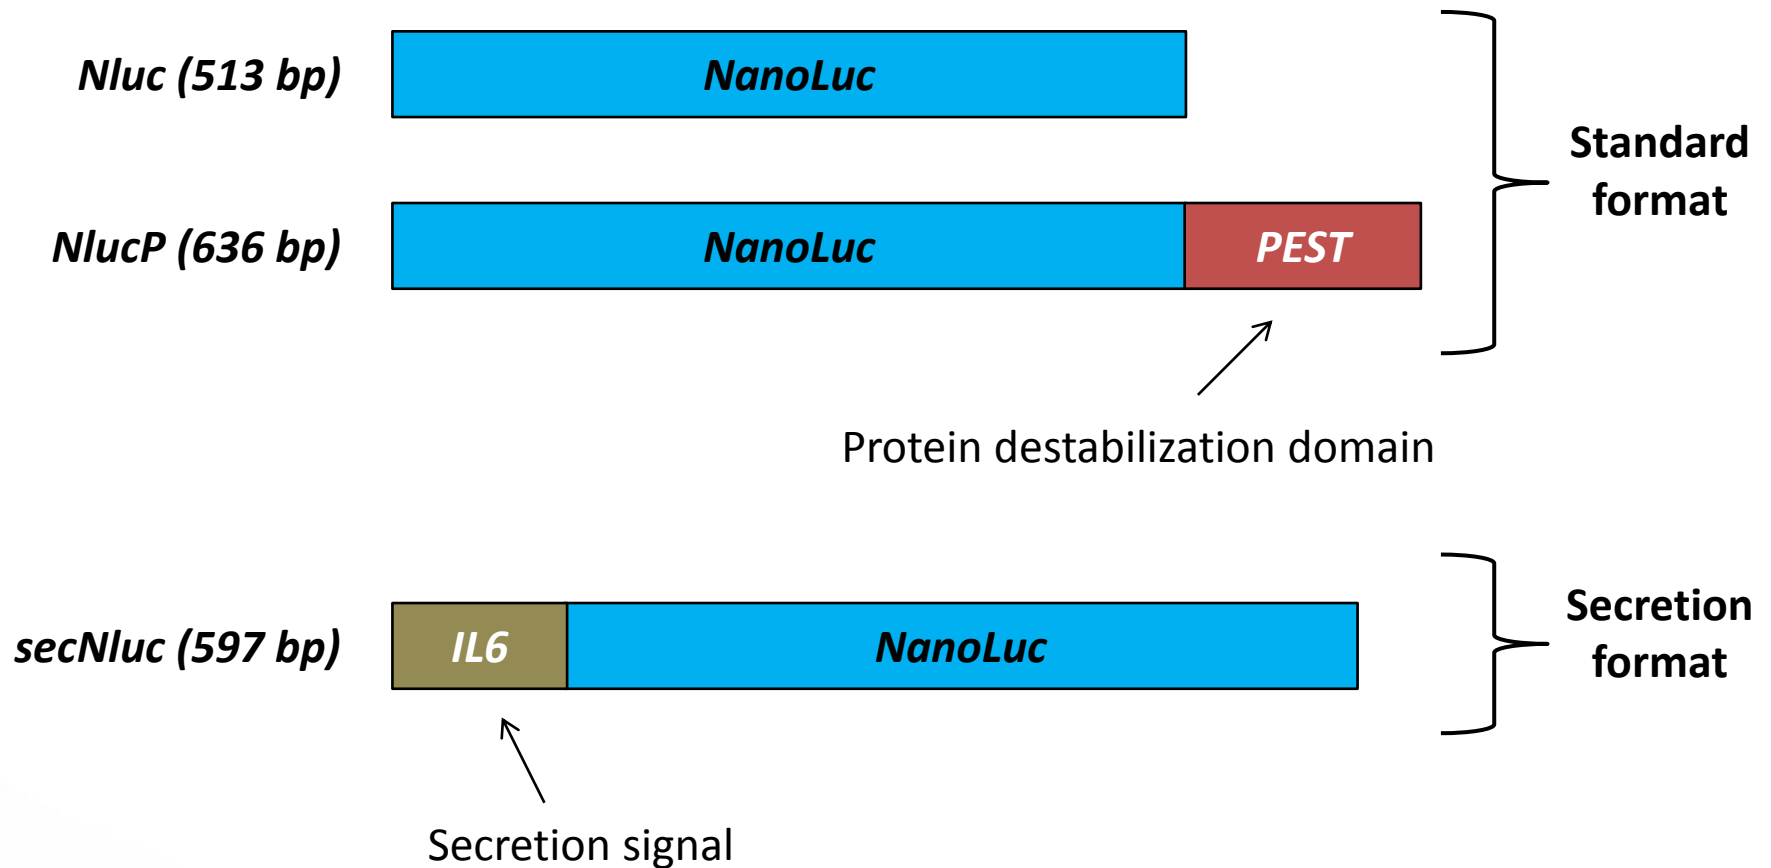 Nluc (513 bp)
NanoLuc
NlucP (636 bp)
NanoLuc
PEST
Standard
format
Protein destabilization domain
secNluc (597 bp)
IL6
NanoLuc
Secretion
format
Secretion signal